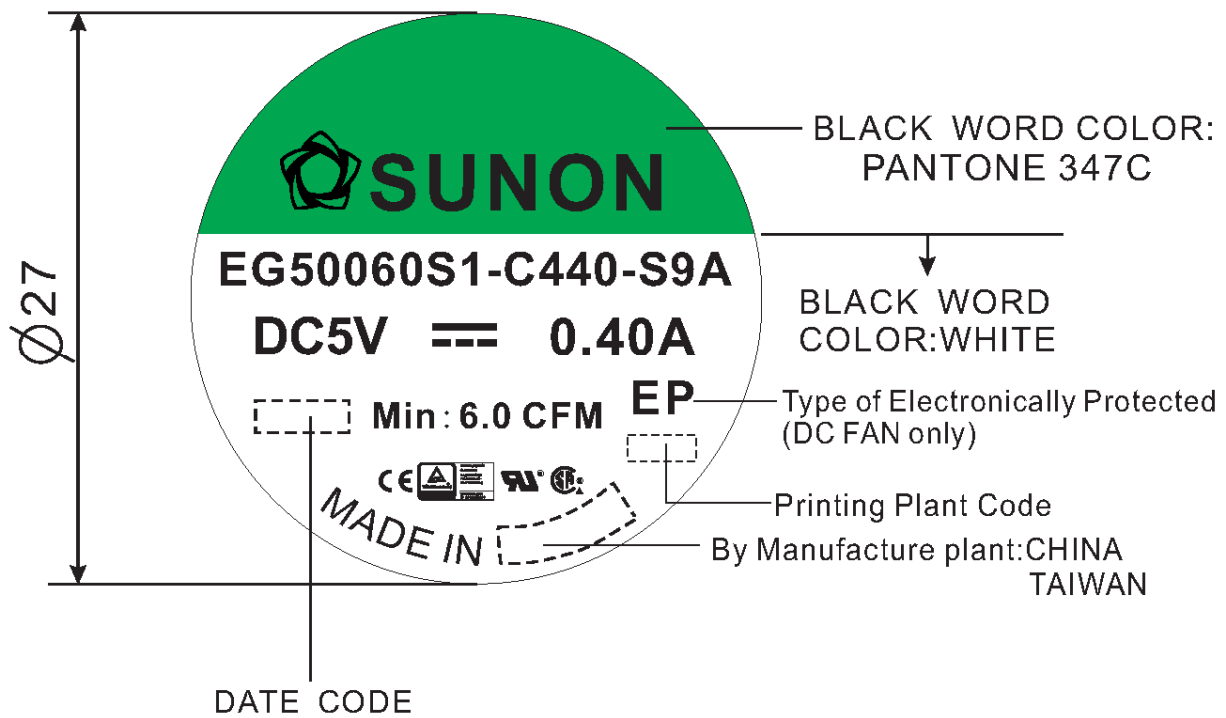 SUNON
EG50060S1-C440-S9A
DC5V ⎓ 0.40A
Min: 6.0 CFM
EP
CE
MADE IN
Ø27
BLACK WORD COLOR:
PANTONE 347C
BLACK WORD
COLOR:WHITE
Type of Electronically Protected
(DC FAN only)
Printing Plant Code
By Manufacture plant:CHINA
TAIWAN
DATE CODE